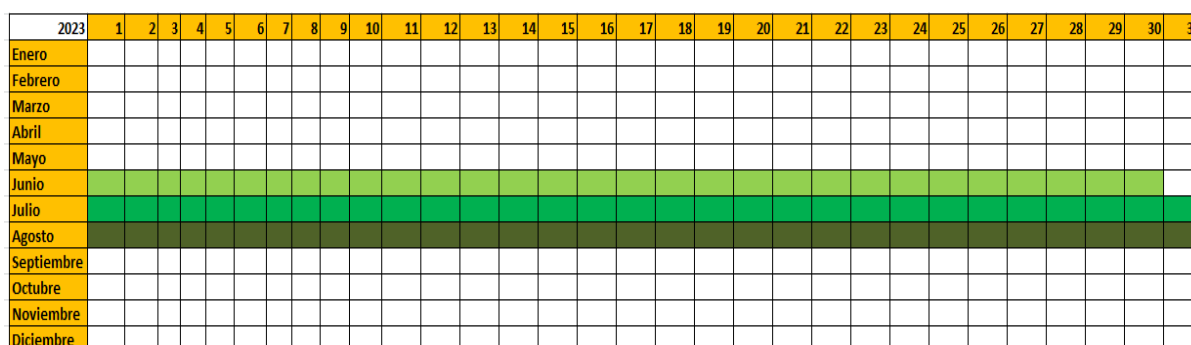 2023 1 2 3 4 5 6 7 8 9 10 11 12 13 14 15 16 17 18 19 20 21 22 23 24 25 26 27 28 29 30
Enero
Febrero
Marzo
Abril
Mayo
Junio
Julio
Agosto
Septiembre
Octubre
Noviembre
Diciembre